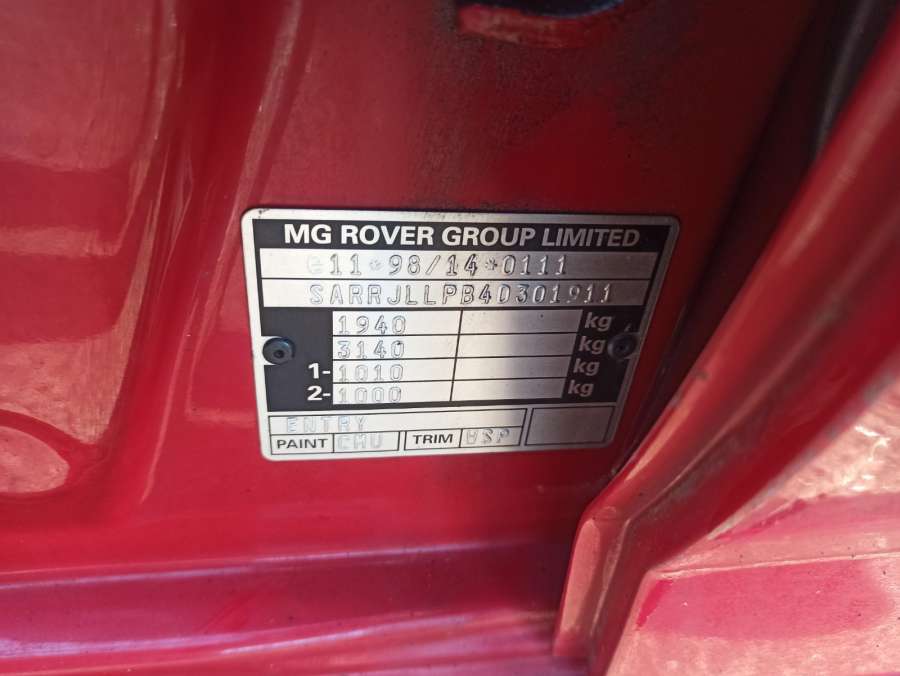 MG ROVER GROUP LIMITED
e11*98/14*0111
SARRJLLPB4D301911
1940 kg
3140 kg
1- 1010 kg
2- 1000 kg
ENTRY
PAINT CMU TRIM WSP